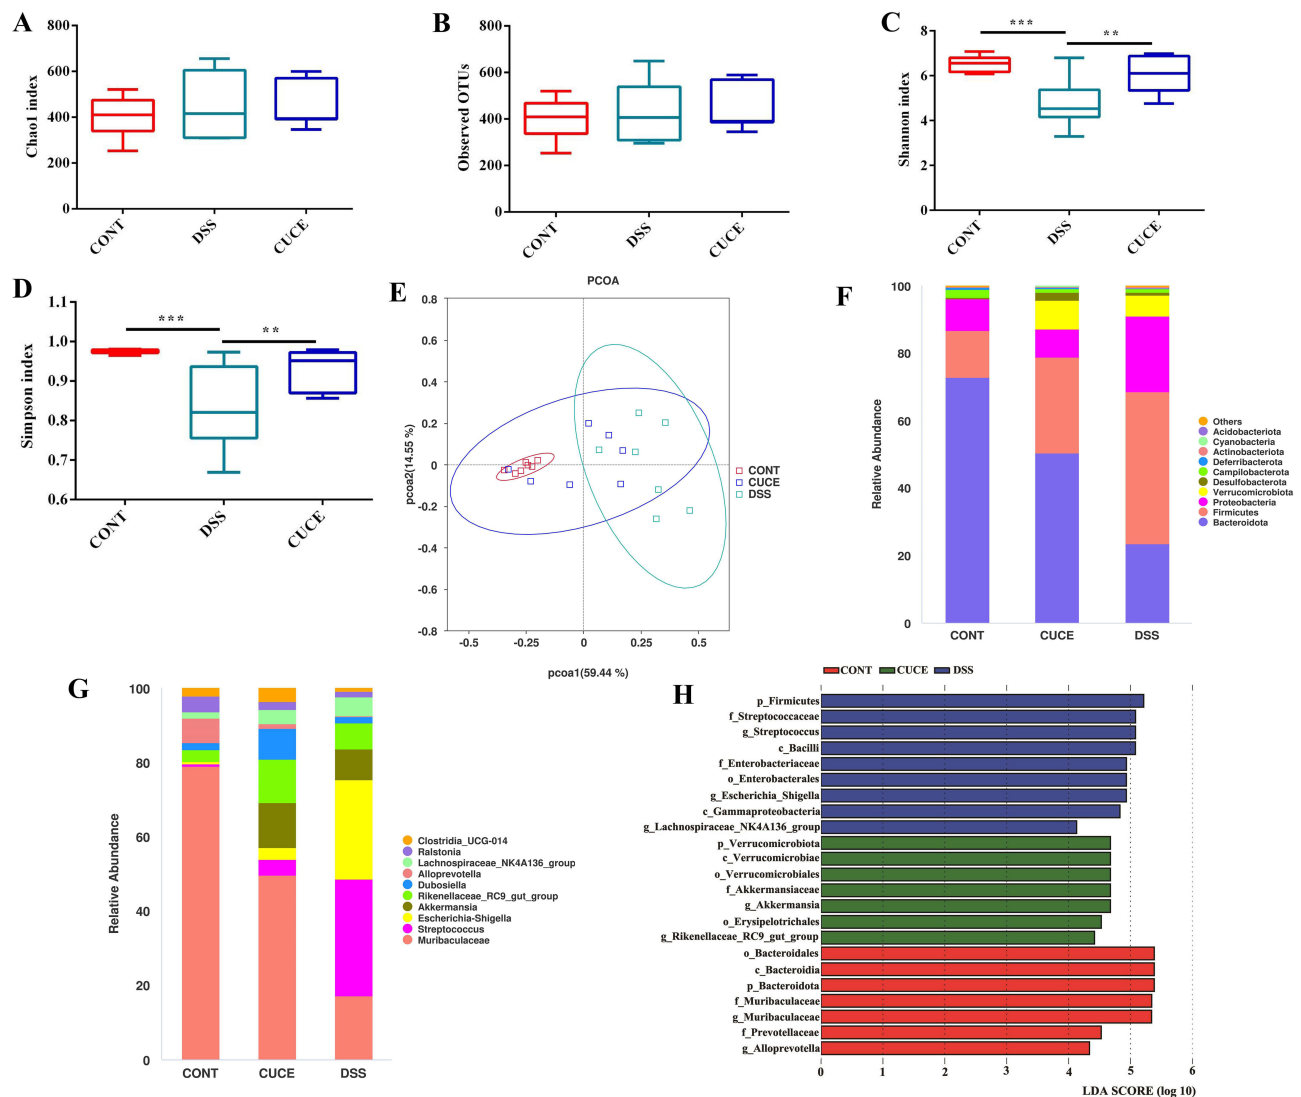 A
800
600
400
200
0
Chao1 index
CONT
DSS
CUCE
B
800
600
400
200
0
Observed OTUs
CONT
DSS
CUCE
C
8
6
4
2
0
Shannon index
***
**
CONT
DSS
CUCE
D
1.1
1.0
0.9
0.8
0.7
0.6
Simpson index
***
**
CONT
DSS
CUCE
E
PCOA
0.8
0.6
0.4
0.2
0
-0.2
-0.4
-0.6
-0.8
pcoa2(14.55 %)
-0.5
-0.25
0
0.25
0.5
pcoa1(59.44 %)
CONT
CUCE
DSS
F
100
80
60
40
20
0
Relative Abundance
CONT
CUCE
DSS
Others
Acidobacteriota
Cyanobacteria
Actinobacteriota
Deferribacterota
Campilobacterota
Desulfobacterota
Verrucomicrobiota
Proteobacteria
Firmicutes
Bacteroidota
G
100
80
60
40
20
0
Relative Abundance
CONT
CUCE
DSS
Clostridia_UCG-014
Ralstonia
Lachnospiraceae_NK4A136_group
Alloprevotella
Dubosiella
Rikenellaceae_RC9_gut_group
Akkermansia
Escherichia-Shigella
Streptococcus
Muribaculaceae
H
CONT
CUCE
DSS
p_Firmicutes
f_Streptococcaceae
g_Streptococcus
c_Bacilli
f_Enterobacteriaceae
o_Enterobacterales
g_Escherichia_Shigella
c_Gammaproteobacteria
g_Lachnospiraceae_NK4A136_group
p_Verrucomicrobiota
c_Verrucomicrobiae
o_Verrucomicrobiales
f_Akkermansiaceae
g_Akkermansia
o_Erysipelotrichales
g_Rikenellaceae_RC9_gut_group
o_Bacteroidales
c_Bacteroidia
p_Bacteroidota
f_Muribaculaceae
g_Muribaculaceae
f_Prevotellaceae
g_Alloprevotella
0
1
2
3
4
5
6
LDA SCORE (log 10)